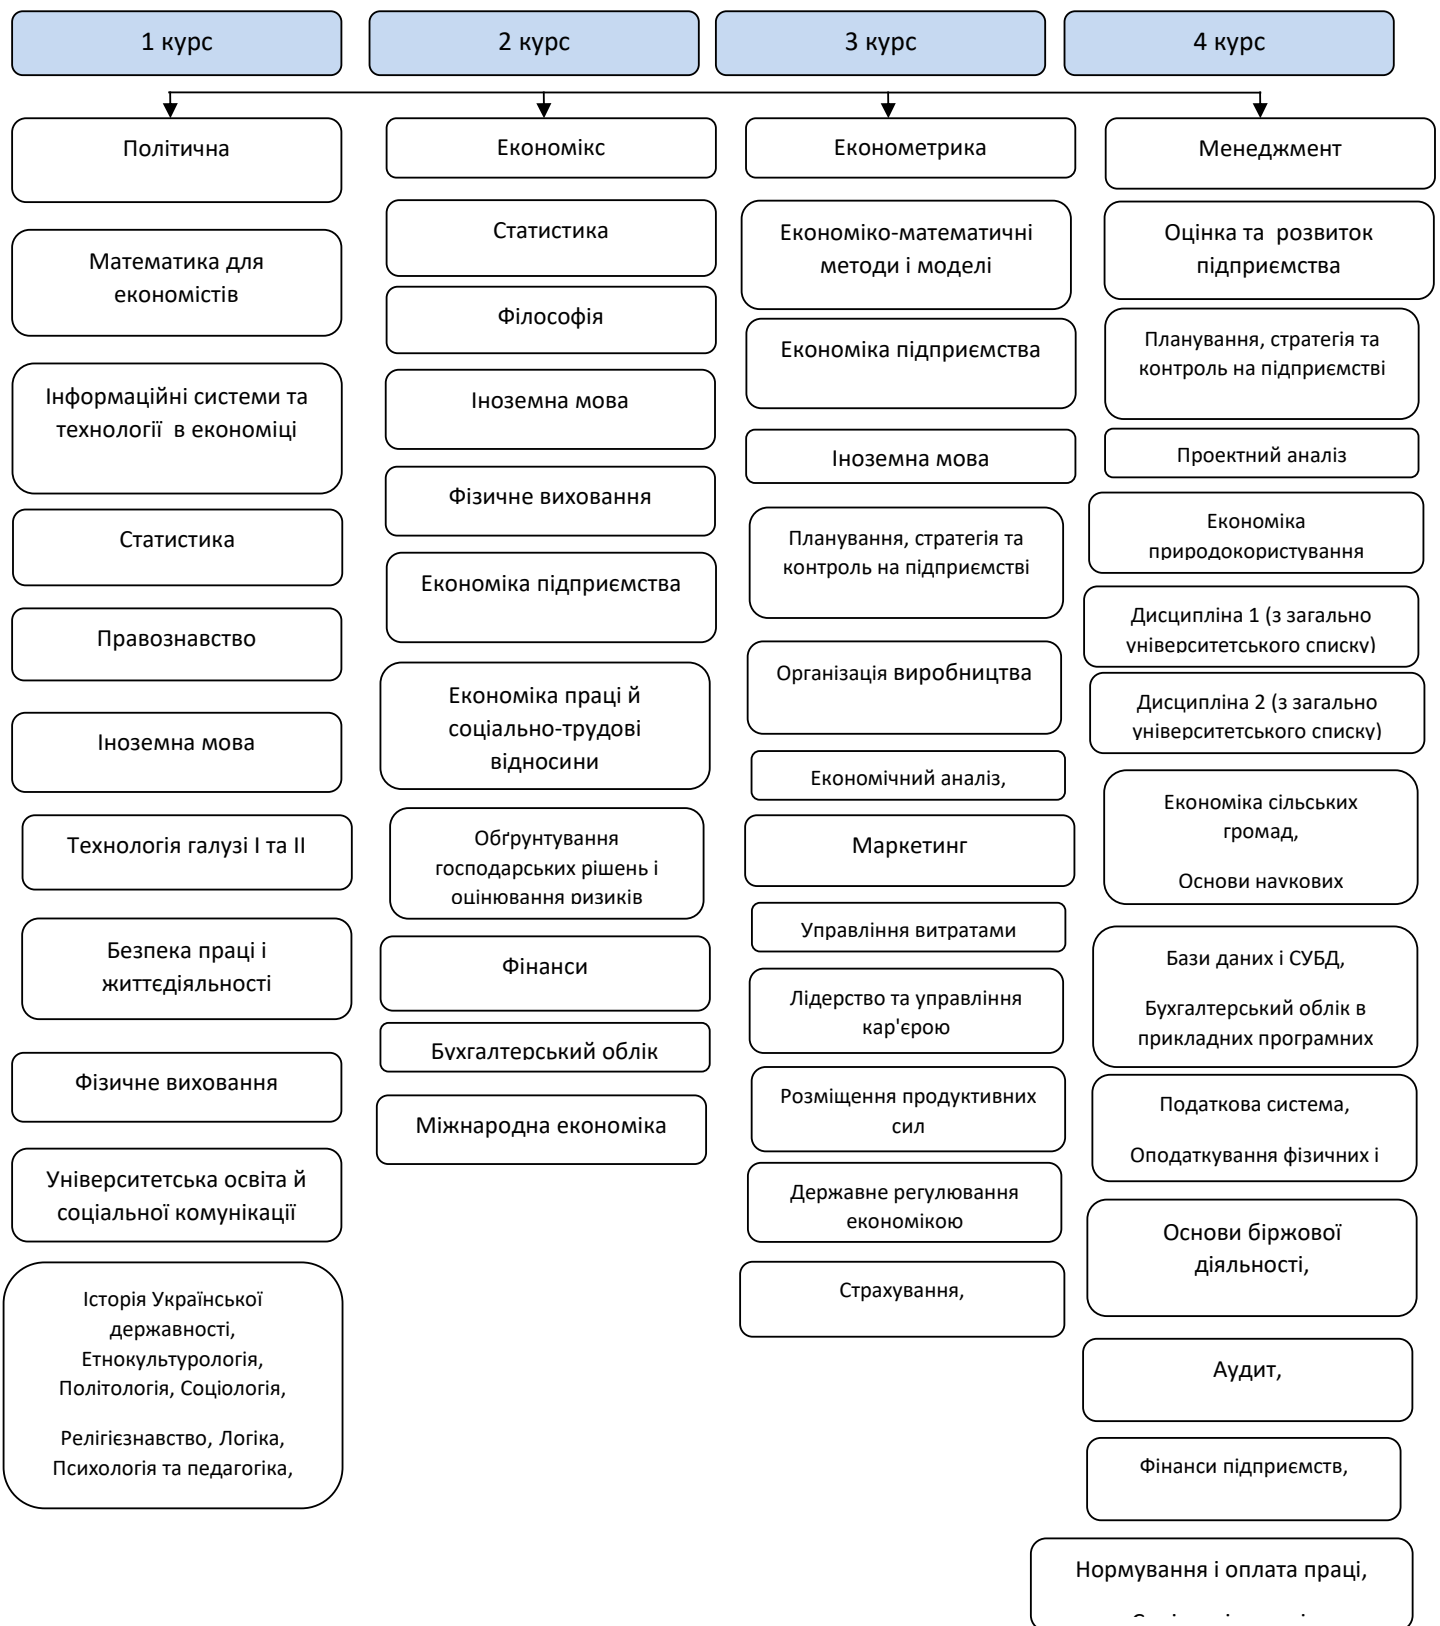 1 курс
2 курс
3 курс
4 курс
Політична
Математика для
економістів
Інформаційні системи та
технології в економіці
Статистика
Правознавство
Іноземна мова
Технологія галузі І та ІІ
Безпека праці і
життєдіяльності
Фізичне виховання
Університетська освіта й
соціальної комунікації
Історія Української
державності,
Етнокультурологія,
Політологія, Соціологія,
Релігієзнавство, Логіка,
Психологія та педагогіка,
Економікс
Статистика
Філософія
Іноземна мова
Фізичне виховання
Економіка підприємства
Економіка праці й
соціально-трудові
відносини
Обґрунтування
господарських рішень і
оцінювання ризиків
Фінанси
Бухгалтерський облік
Міжнародна економіка
Економетрика
Економіко-математичні
методи і моделі
Економіка підприємства
Іноземна мова
Планування, стратегія та
контроль на підприємстві
Організація виробництва
Економічний аналіз,
Маркетинг
Управління витратами
Лідерство та управління
кар'єрою
Розміщення продуктивних
сил
Державне регулювання
економікою
Страхування,
Менеджмент
Оцінка та розвиток
підприємства
Планування, стратегія та
контроль на підприємстві
Проектний аналіз
Економіка
природокористування
Дисципліна 1 (з загально
університетського списку)
Дисципліна 2 (з загально
університетського списку)
Економіка сільських
громад,
Основи наукових
Бази даних і СУБД,
Бухгалтерський облік в
прикладних програмних
Податкова система,
Оподаткування фізичних і
Основи біржової
діяльності,
Аудит,
Фінанси підприємств,
Нормування і оплата праці,